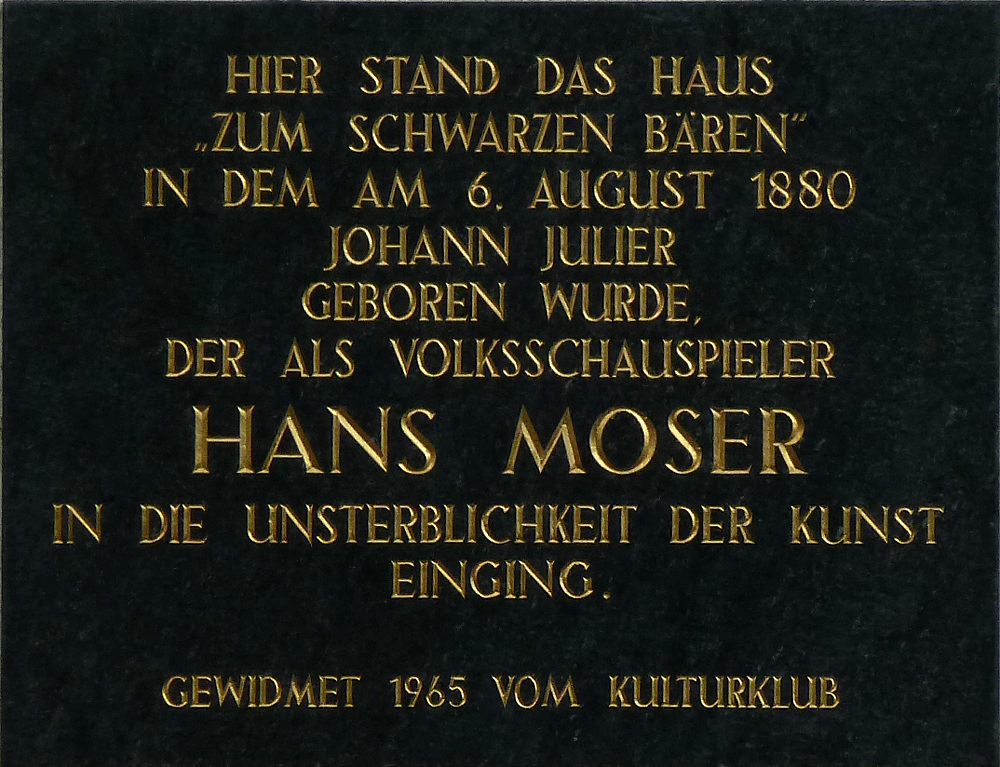 HIER STAND DAS HAUS
„ZUM SCHWARZEN BÄREN”
IN DEM AM 6. AUGUST 1880
JOHANN JULIER
GEBOREN WURDE,
DER ALS VOLKSSCHAUSPIELER
HANS MOSER
IN DIE UNSTERBLICHKEIT DER KUNST
EINGING.
GEWIDMET 1965 VOM KULTURKLUB